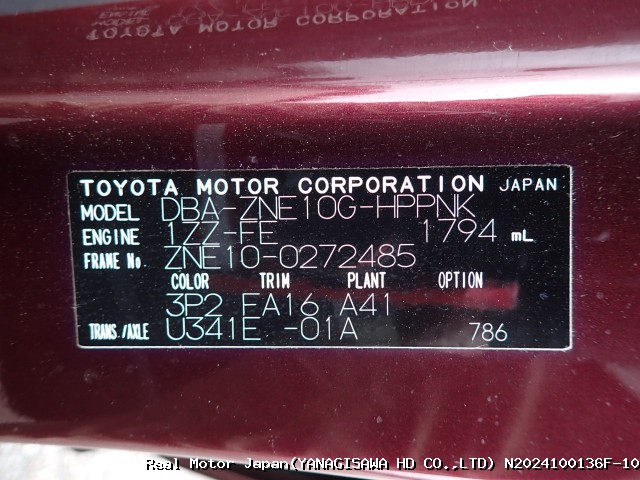 TOYOTA MOTOR CORPORATION JAPAN
MODEL DBA-ZNE10G-HPPNK
ENGINE 1ZZ-FE 1794 mL
FRAME No. ZNE10-0272485
COLOR TRIM PLANT OPTION
3P2 FA16 A41
TRANS./AXLE U341E -01A 786
Real Motor Japan(YANAGISAWA HD CO.,LTD) N2024100136F-10